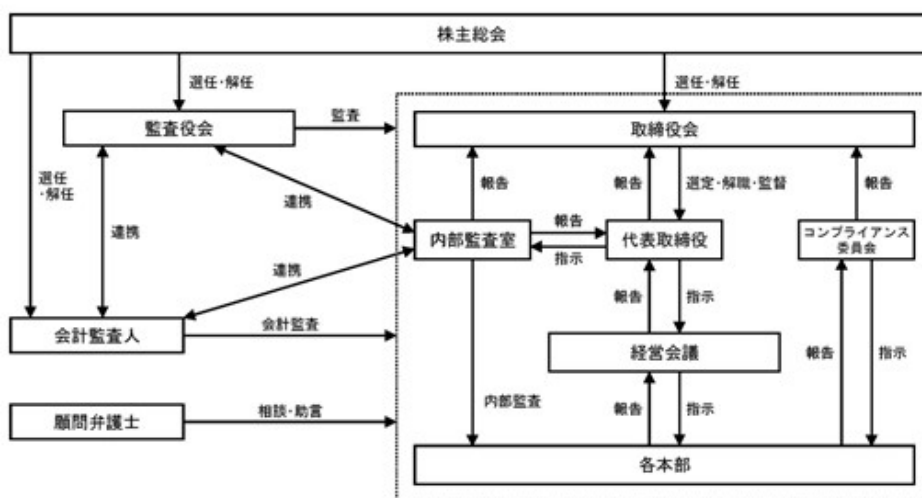 株主総会
選任・解任
選任・解任
監査役会
監査
取締役会
選任
・解任
報告
報告
選定・解職・監督
報告
連携
連携
内部監査室
報告
指示
代表取締役
コンプライアンス
委員会
連携
報告
指示
会計監査人
会計監査
経営会議
報告
指示
顧問弁護士
相談・助言
内部監査
報告
指示
各本部